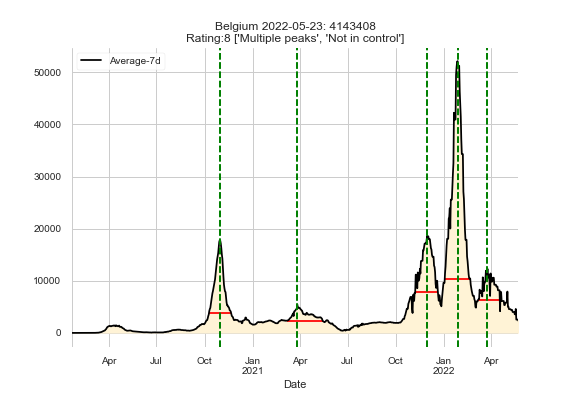 Belgium 2022-05-23: 4143408
Rating:8 ['Multiple peaks', 'Not in control']
Average-7d
50000
40000
30000
20000
10000
0
Apr Jul Oct Jan Apr Jul Oct Jan Apr
2021 2022
Date